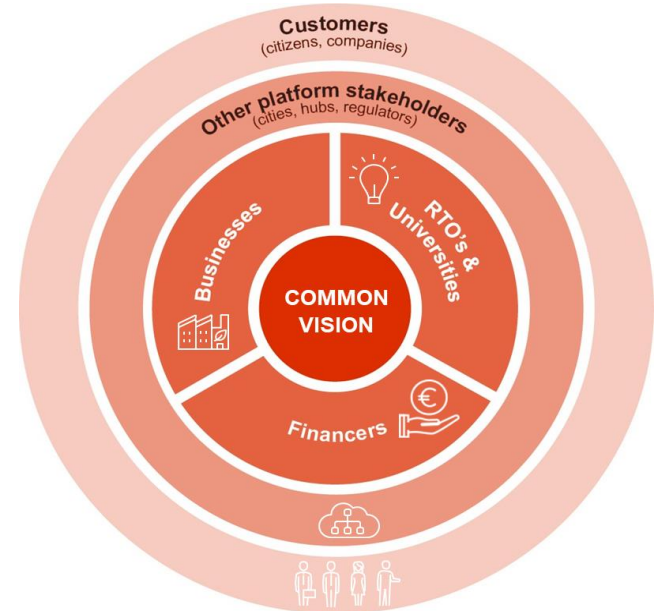 Customers
(citizens, companies)
Other platform stakeholders
(cities, hubs, regulators)
Businesses
RTO's &
Universities
COMMON
VISION
Financers
€